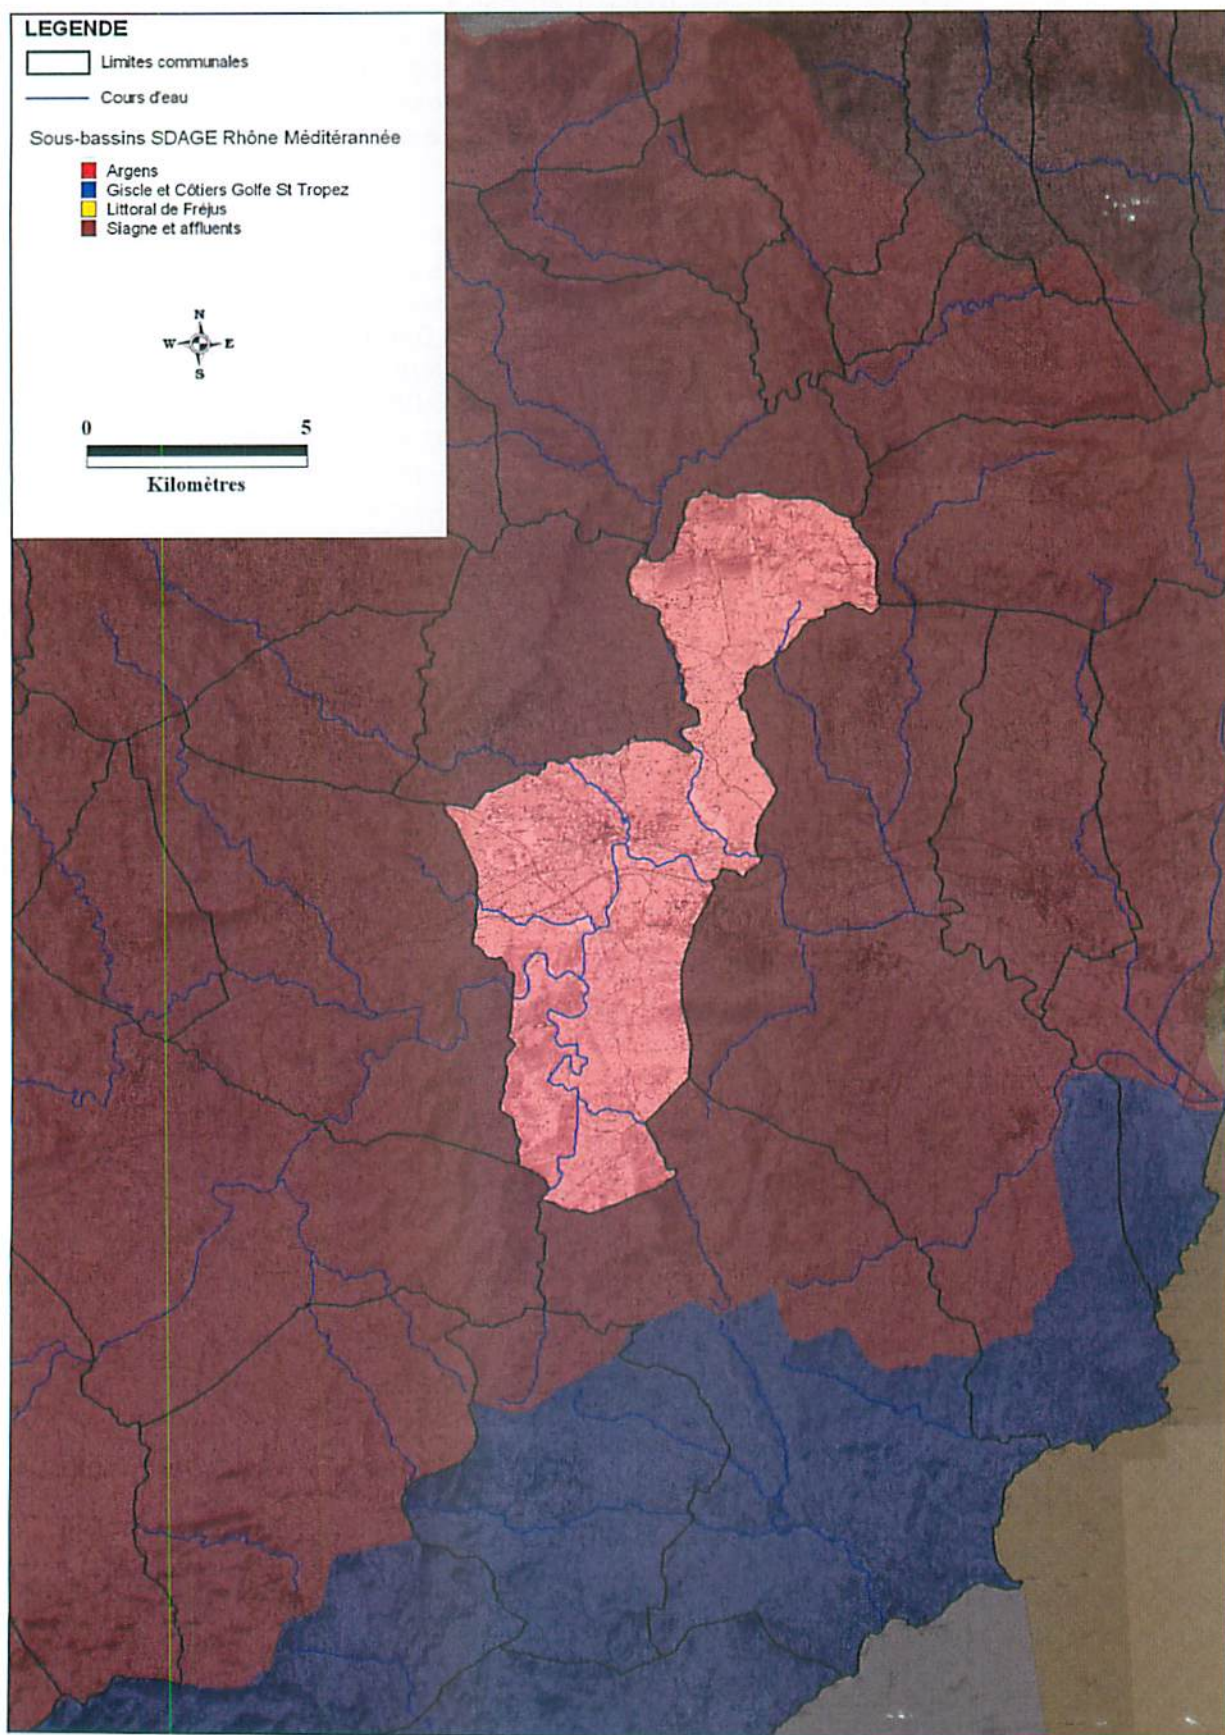 LEGENDE
Limites communales
Cours d'eau
Sous-bassins SDAGE Rhône Méditérannée
Argens
Giscle et Côtiers Golfe St Tropez
Littoral de Fréjus
Siagne et affluents
N
W E
S
0 5
Kilomètres